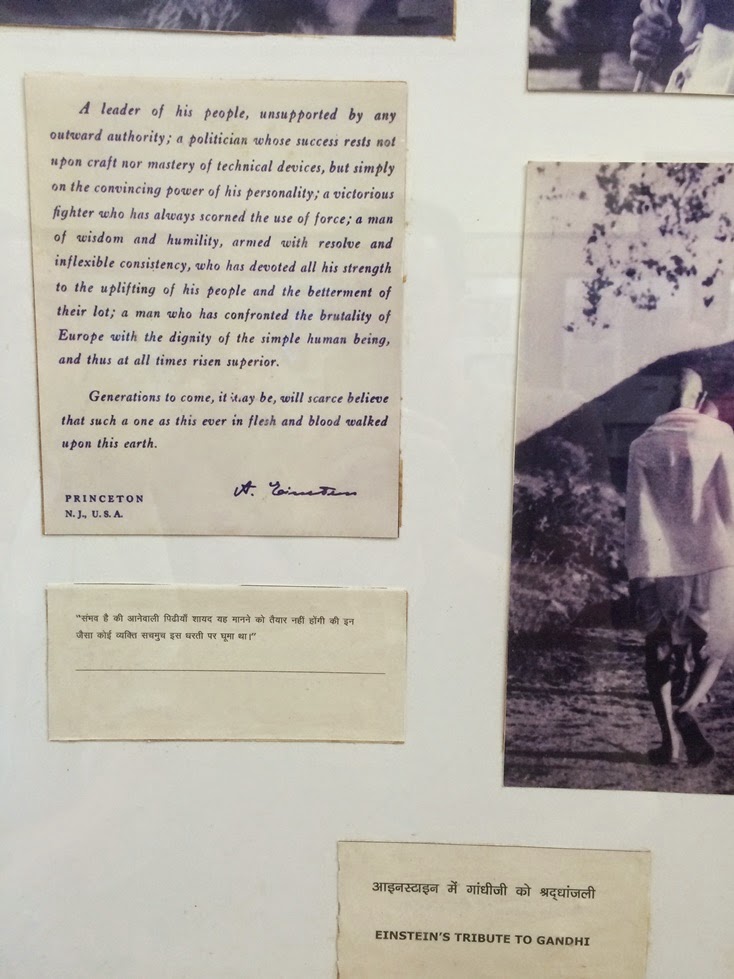 A leader of his people, unsupported by any
outward authority; a politician whose success rests not
upon craft nor mastery of technical devices, but simply
on the convincing power of his personality; a victorious
fighter who has always scorned the use of force; a man
of wisdom and humility, armed with resolve and
inflexible consistency, who has devoted all his strength
to the uplifting of his people and the betterment of
their lot; a man who has confronted the brutality of
Europe with the dignity of the simple human being,
and thus at all times risen superior.
Generations to come, it may be, will scarce believe
that such a one as this ever in flesh and blood walked
upon this earth.
A. Einstein
PRINCETON
N. J., U. S. A.
"संभव है की आनेवाली पिढीयाँ शायद यह मानने को तैयार नहीं होंगी की इन
जैसा कोई व्यक्ति सचमुच इस धरती पर घूमा था।"
आइनस्टाइन में गांधीजी को श्रद्धांजली
EINSTEIN'S TRIBUTE TO GANDHI